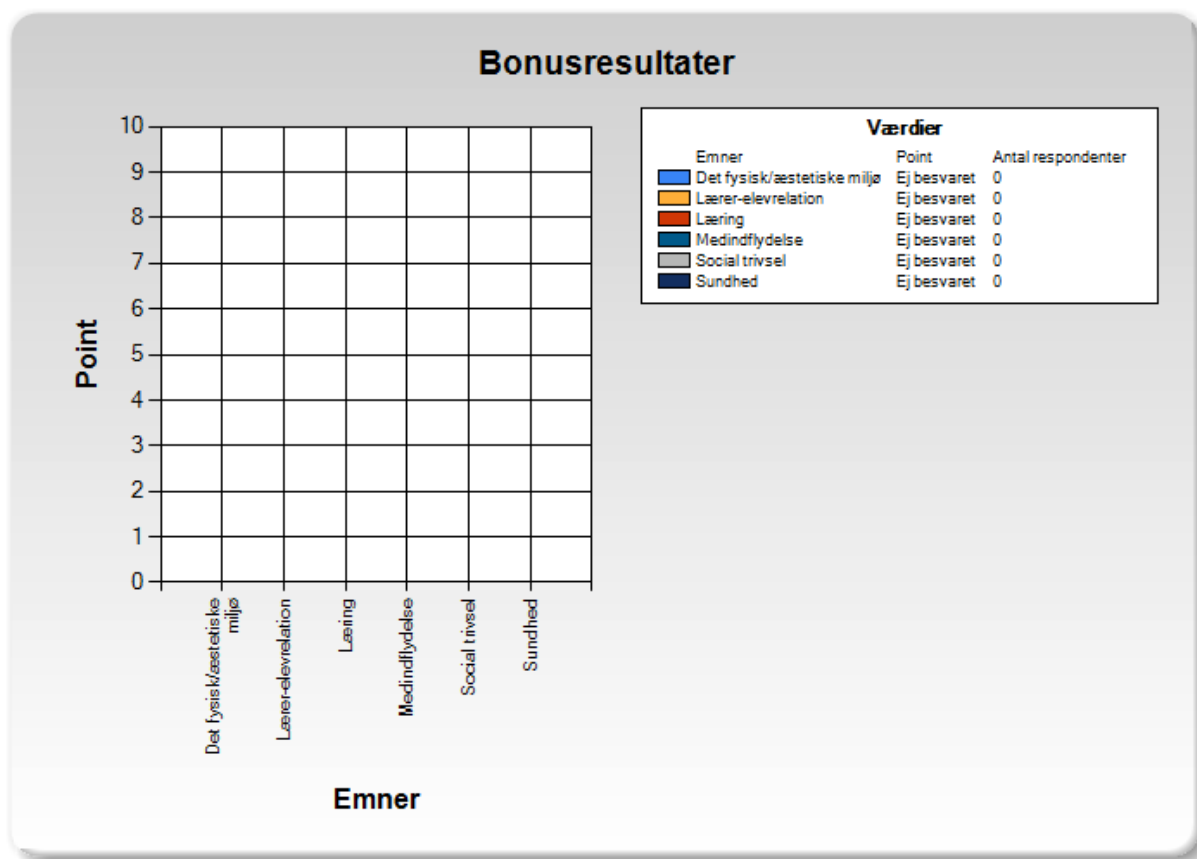 Bonusresultater
Point
10
9
8
7
6
5
4
3
2
1
0
Det fysisk/æstetiske
miljø
Lærer-elevrelation
Læring
Medindflydelse
Social trivsel
Sundhed
Emner
Værdier
Emner Point Antal respondenter
Det fysisk/æstetiske miljø Ej besvaret 0
Lærer-elevrelation Ej besvaret 0
Læring Ej besvaret 0
Medindflydelse Ej besvaret 0
Social trivsel Ej besvaret 0
Sundhed Ej besvaret 0